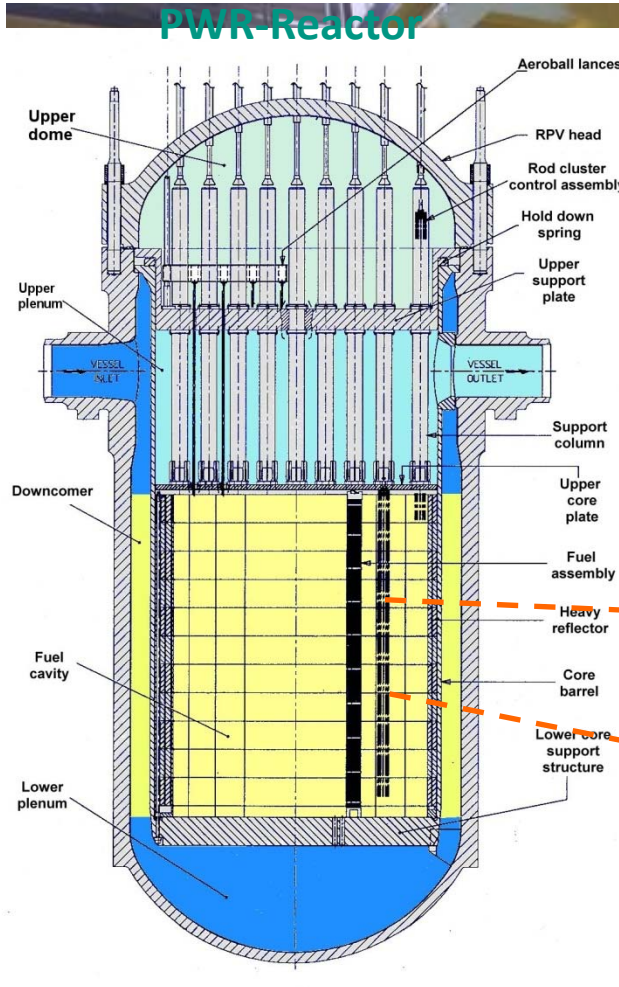 PWR-Reactor
Aeroball lances
Upper
dome
RPV head
Rod cluster
control assembly
Hold down
spring
Upper
support
plate
Upper
plenum
VESSEL
INLET
VESSEL
OUTLET
Support
column
Downcomer
Upper
core
plate
Fuel
assembly
Heavy
reflector
Fuel
cavity
Core
barrel
Lower core
support
structure
Lower
plenum